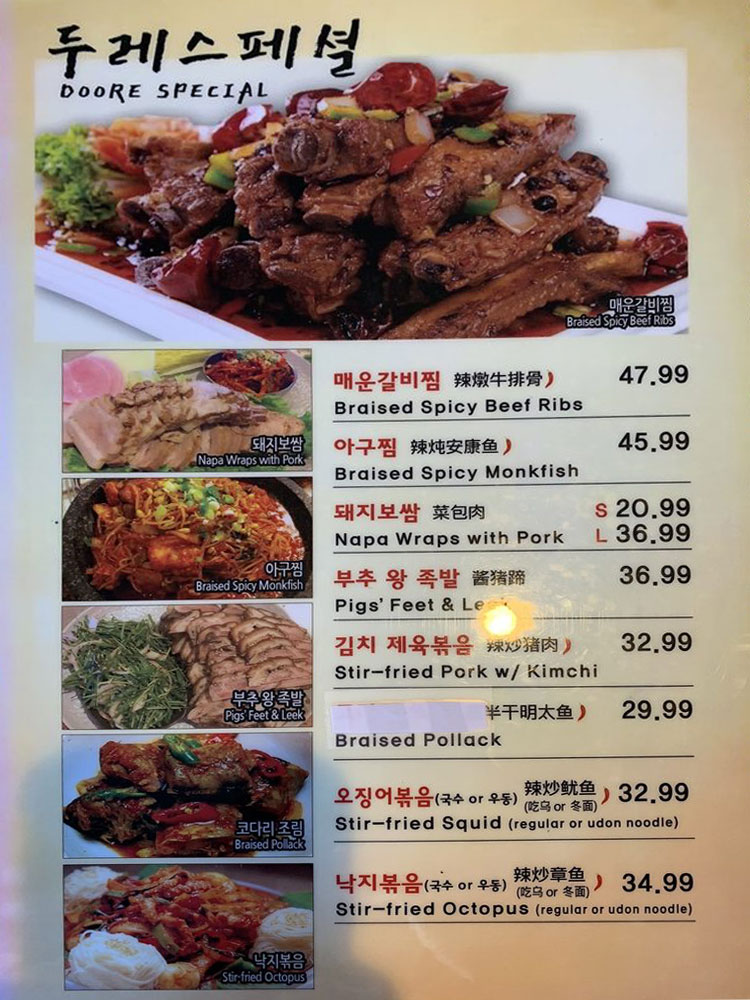 두레스페셜
DOORE SPECIAL
매운갈비찜
Braised Spicy Beef Ribs
돼지보쌈
Napa Wraps with Pork
아구찜
Braised Spicy Monkfish
부추 왕 족발
Pigs' Feet & Leek
코다리 조림
Braised Pollack
낙지볶음
Stir-fried Octopus
매운갈비찜 辣燉牛排骨 47.99
Braised Spicy Beef Ribs
아구찜 辣炖安康鱼 45.99
Braised Spicy Monkfish
돼지보쌈 菜包肉 S 20.99
Napa Wraps with Pork L 36.99
부추 왕 족발 酱猪蹄 36.99
Pigs' Feet & Leek
김치 제육볶음 辣炒猪肉 32.99
Stir-fried Pork w/ Kimchi
半干明太鱼 29.99
Braised Pollack
오징어볶음(국수 or 우동) 辣炒鱿鱼 (吃乌 or 冬面) 32.99
Stir-fried Squid (regular or udon noodle)
낙지볶음(국수 or 우동) 辣炒章鱼 (吃乌 or 冬面) 34.99
Stir-fried Octopus (regular or udon noodle)